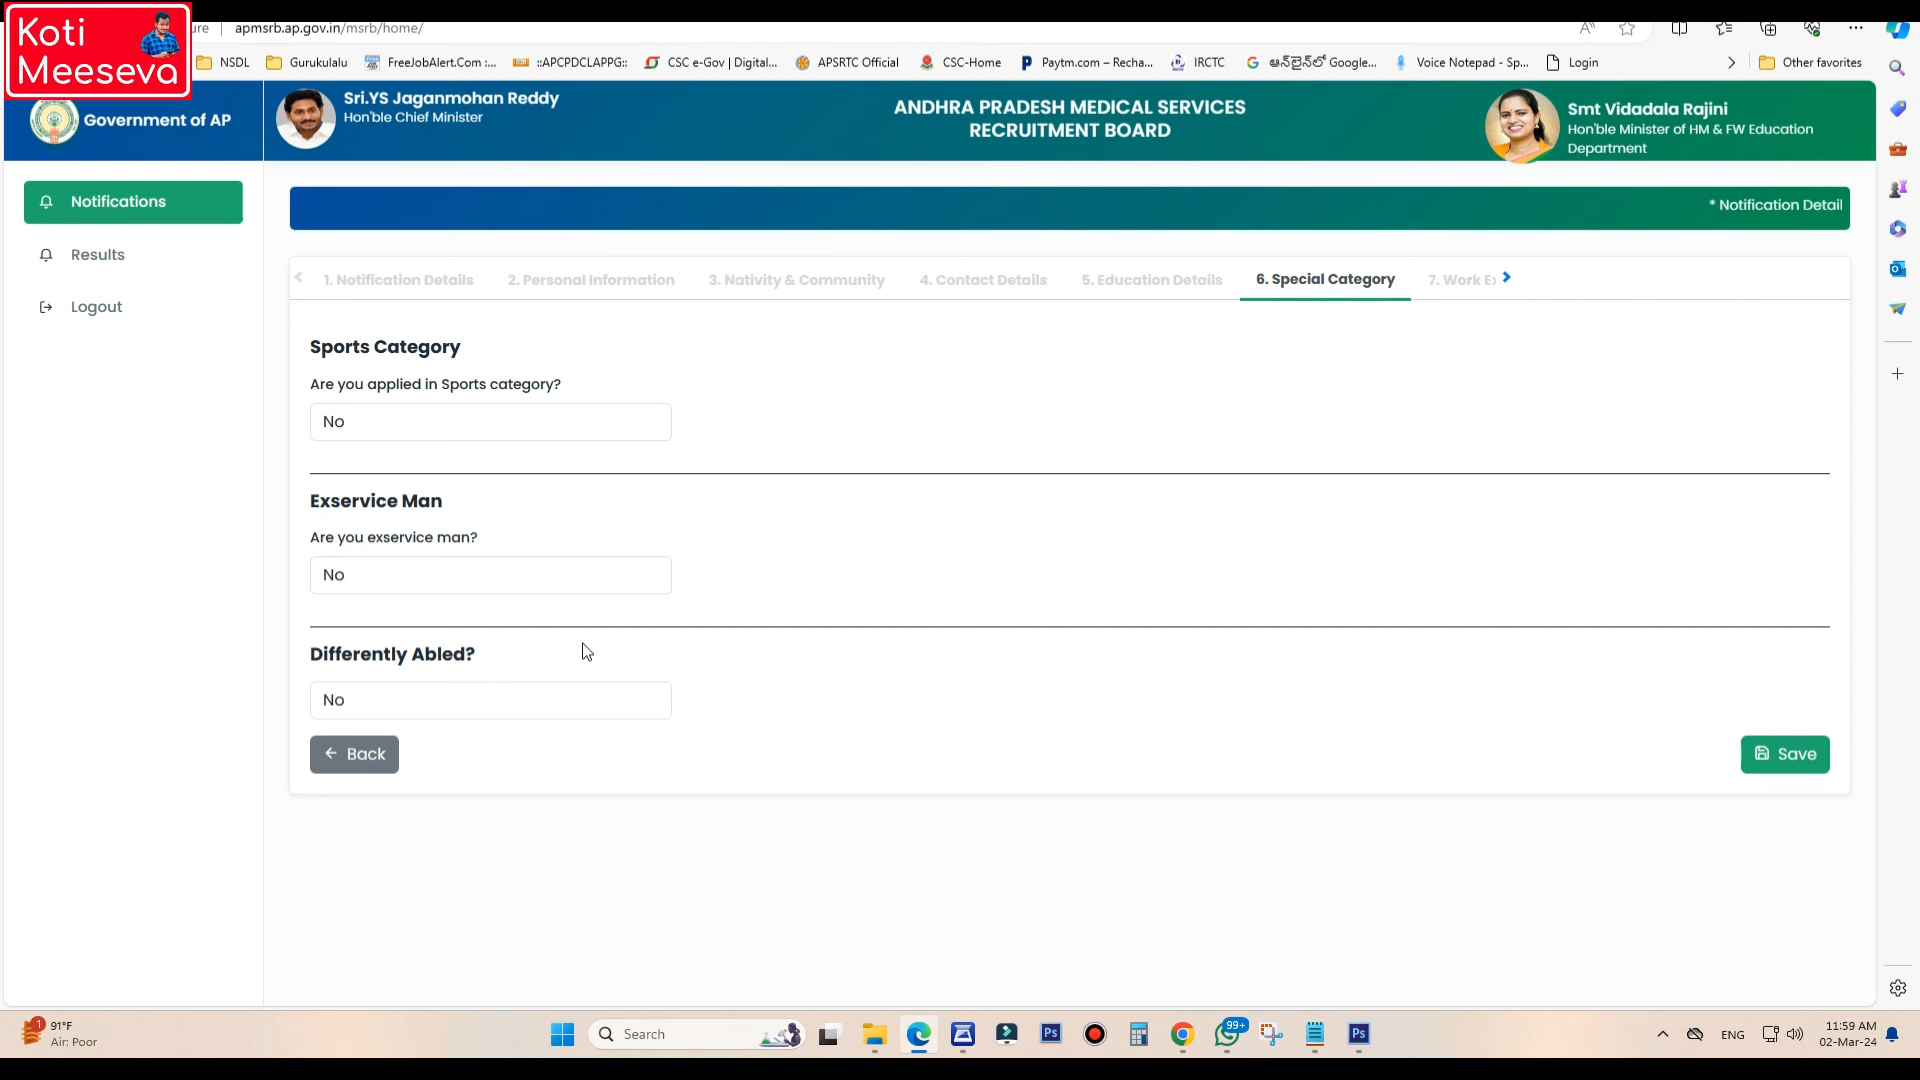 Koti
Meeseva
apmsrb.ap.gov.in/msrb/home/
NSDL
Gurukulalu
FreeJobAlert.Com :...
::APCPDCLAPPG::
CSC e-Gov | Digital...
APSRTC Official
CSC-Home
Paytm.com – Recha...
IRCTC
ఆన్‌లైన్‌లో Google...
Voice Notepad - Sp...
Login
Other favorites
Government of AP
Sri.YS Jaganmohan Reddy
Hon'ble Chief Minister
ANDHRA PRADESH MEDICAL SERVICES
RECRUITMENT BOARD
Smt Vidadala Rajini
Hon'ble Minister of HM & FW Education
Department
Notifications
Results
Logout
* Notification Detail
1. Notification Details
2. Personal Information
3. Nativity & Community
4. Contact Details
5. Education Details
6. Special Category
7. Work Ex
Sports Category
Are you applied in Sports category?
No
Exservice Man
Are you exservice man?
No
Differently Abled?
No
Back
Save
1
91°F
Air: Poor
Search
Ps
99+
Ps
ENG
11:59 AM
02-Mar-24